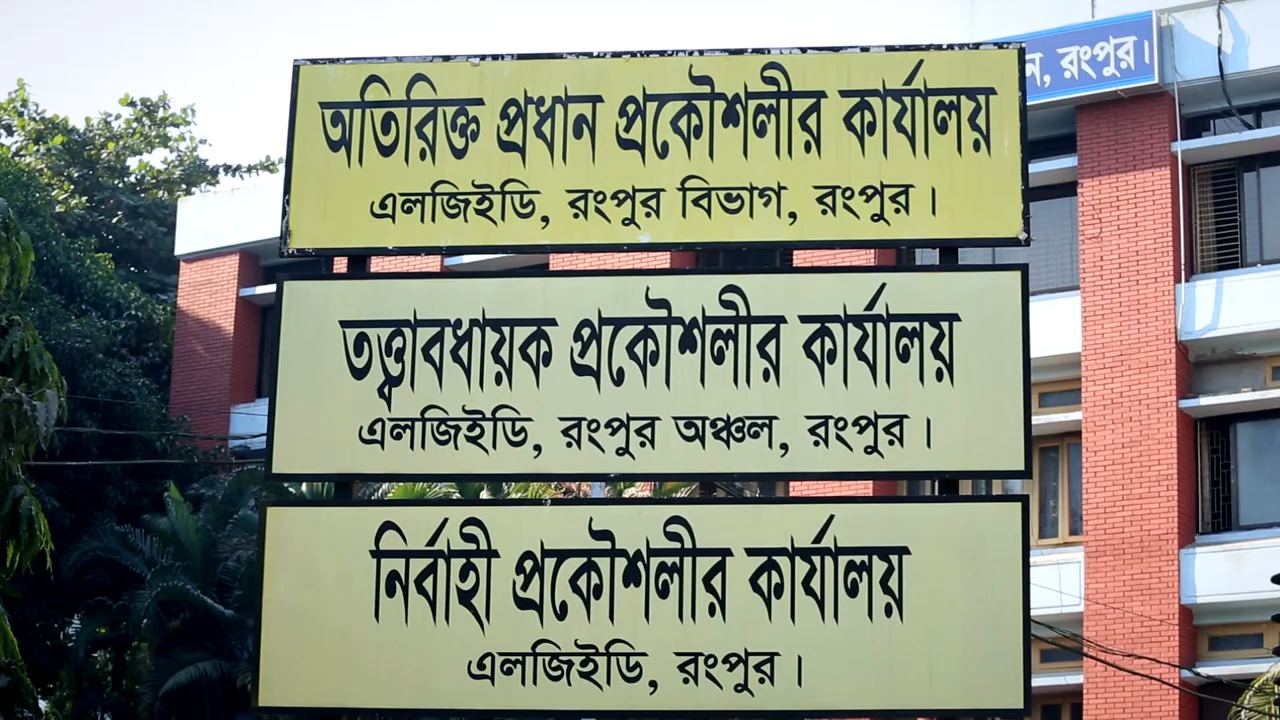 ন, রংপুর।
অতিরিক্ত প্রধান প্রকৌশলীর কার্যালয়
এলজিইডি, রংপুর বিভাগ, রংপুর।
তত্ত্বাবধায়ক প্রকৌশলীর কার্যালয়
এলজিইডি, রংপুর অঞ্চল, রংপুর।
নির্বাহী প্রকৌশলীর কার্যালয়
এলজিইডি, রংপুর।